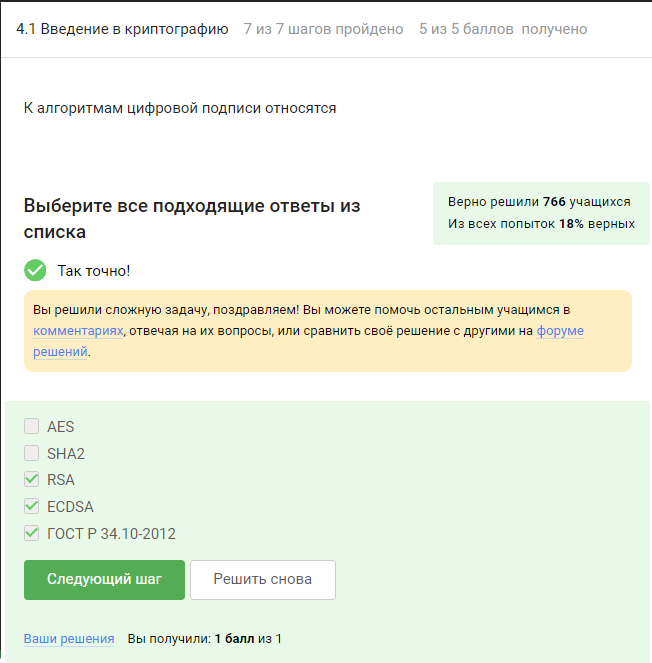 4.1 Введение в криптографию 7 из 7 шагов пройдено 5 из 5 баллов получено
К алгоритмам цифровой подписи относятся
Выберите все подходящие ответы из
списка
Верно решили 766 учащихся
Из всех попыток 18% верных
Так точно!
Вы решили сложную задачу, поздравляем! Вы можете помочь остальным учащимся в
комментариях, отвечая на их вопросы, или сравнить своё решение с другими на форуме
решений.
AES
SHA2
RSA
ECDSA
ГОСТ Р 34.10-2012
Следующий шаг Решить снова
Ваши решения Вы получили: 1 балл из 1